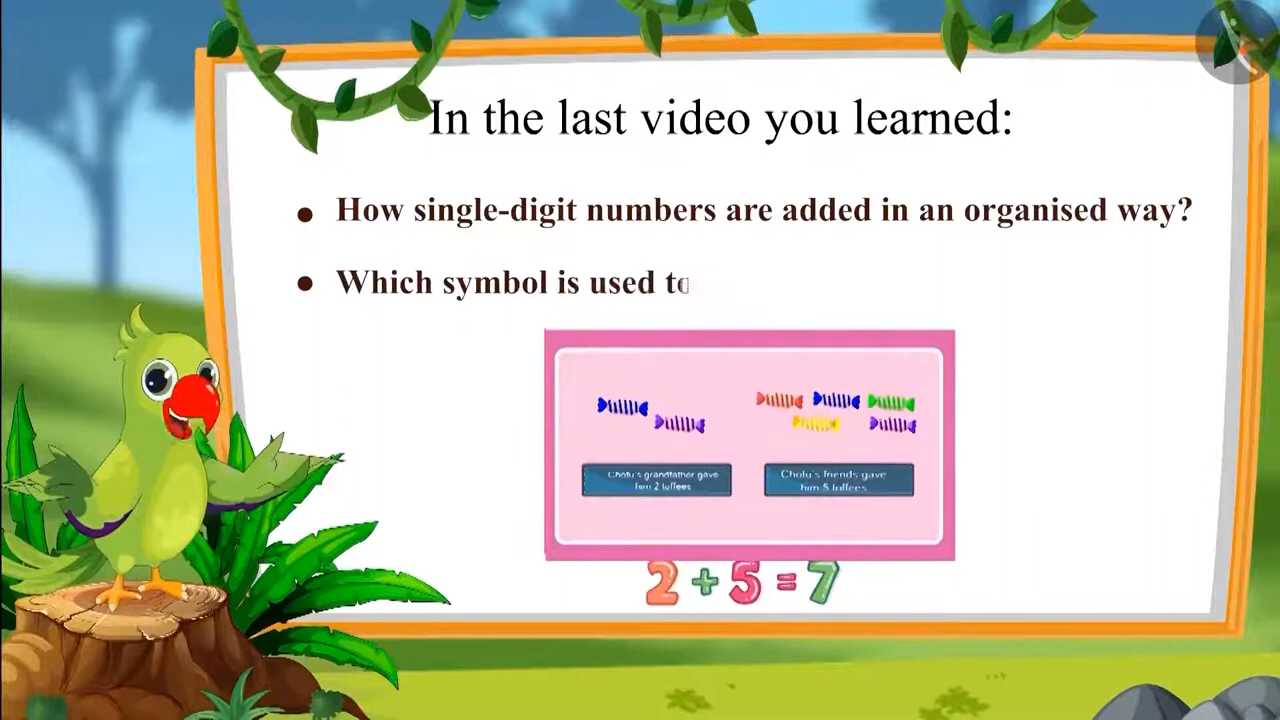 In the last video you learned:
• How single-digit numbers are added in an organised way?
• Which symbol is used to
Cholu's grandfather gave
him 2 toffees
Cholu's friends gave
him 5 toffees
2 + 5 = 7